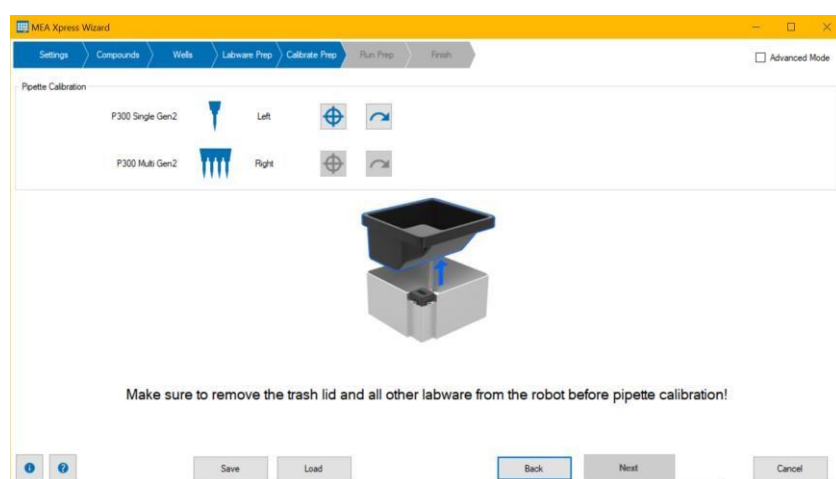 MEA Xpress Wizard
Settings
Compounds
Wells
Labware Prep
Calibrate Prep
Run Prep
Finish
Advanced Mode
Pipette Calibration
P300 Single Gen2
Left
P300 Multi Gen2
Right
Make sure to remove the trash lid and all other labware from the robot before pipette calibration!
Save
Load
Back
Next
Cancel